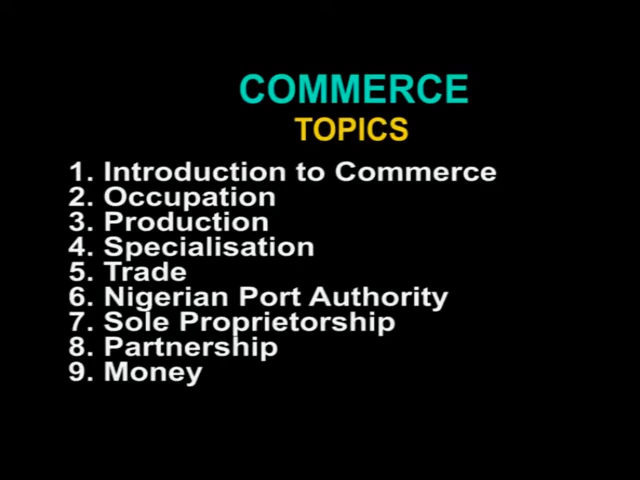 COMMERCE
TOPICS
1. Introduction to Commerce
2. Occupation
3. Production
4. Specialisation
5. Trade
6. Nigerian Port Authority
7. Sole Proprietorship
8. Partnership
9. Money